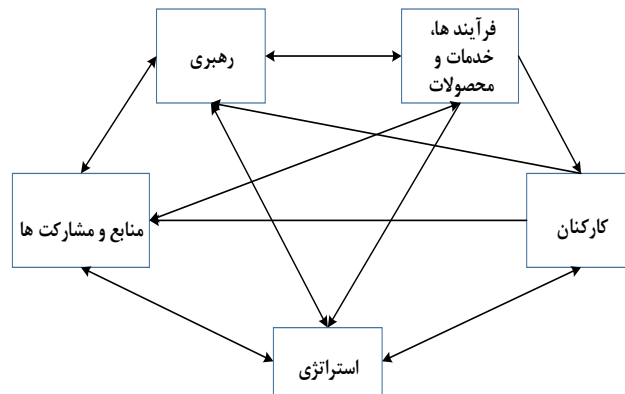 فرآیند ها،
خدمات و
محصولات
رهبری
کارکنان
منابع و مشارکت ها
استراتژی